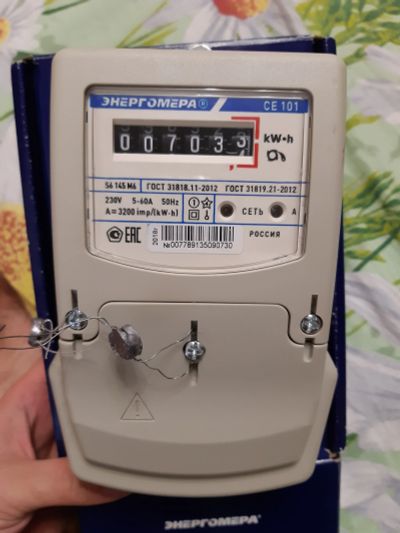 ЭНЕРГОМЕРА®
CE 101
007033
kW•h
S6 145 M6
ГОСТ 31818.11-2012 ГОСТ 31819.21-2012
230V 5-60A 50Hz
A=3200 imp/(kW•h)
СЕТЬ A
EAC
2018г
№007789135090730
РОССИЯ
ЭНЕРГОМЕРА®